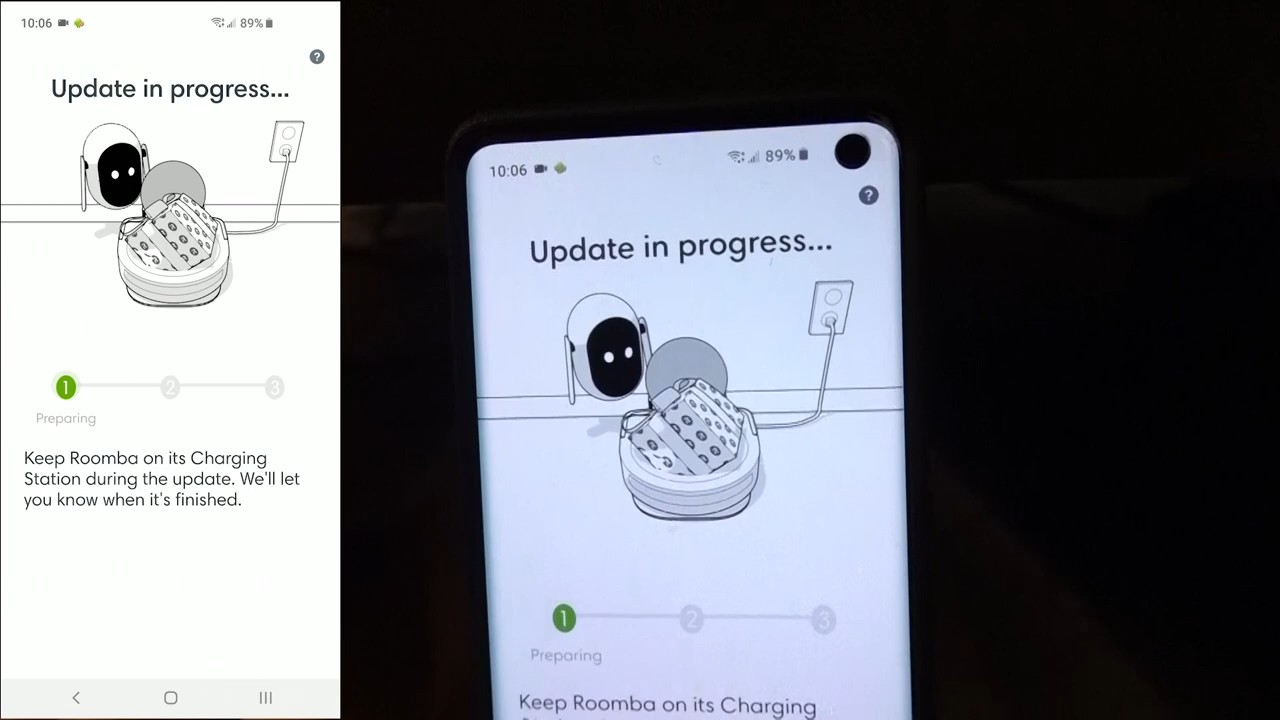 10:06
89%
?
Update in progress...
1
2
3
Preparing
Keep Roomba on its Charging
Station during the update. We'll let
you know when it's finished.
10:06
89%
?
Update in progress...
1
2
3
Preparing
Keep Roomba on its Charging